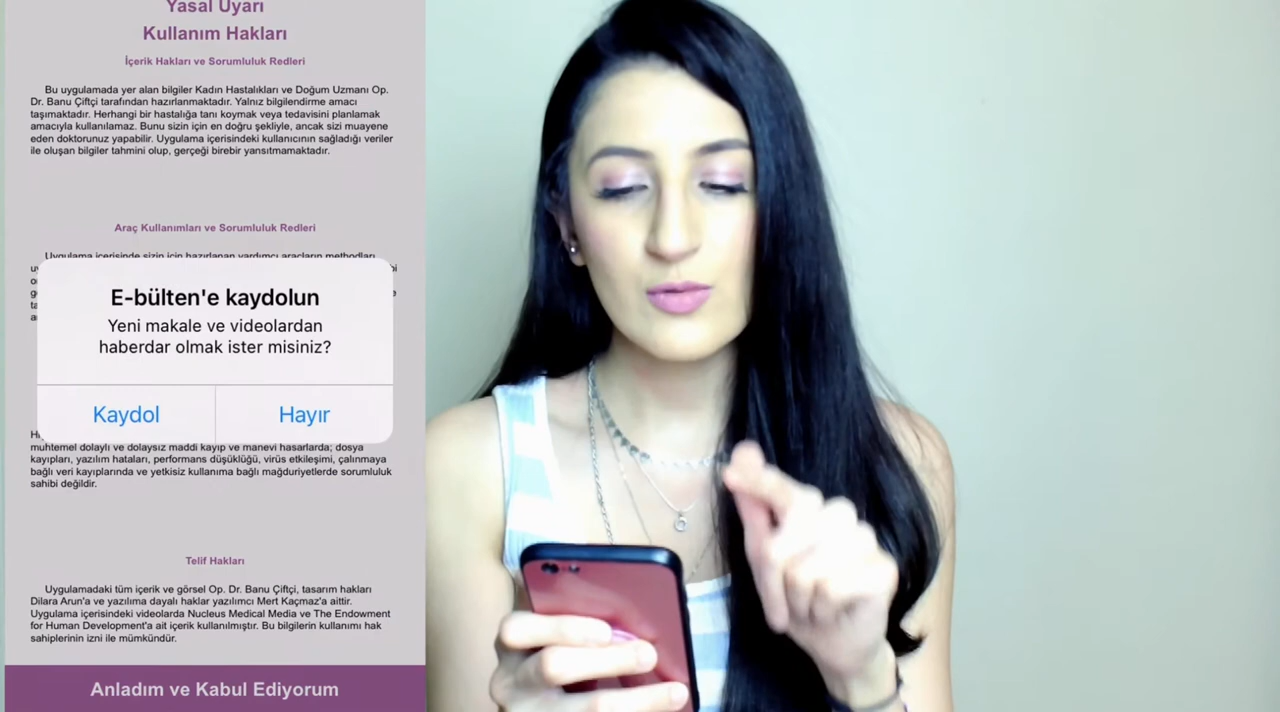 Yasal Uyarı
Kullanım Hakları
İçerik Hakları ve Sorumluluk Redleri
Bu uygulamada yer alan bilgiler Kadın Hastalıkları ve Doğum Uzmanı Op.
Dr. Banu Çiftçi tarafından hazırlanmaktadır. Yalnız bilgilendirme amacı
taşımaktadır. Herhangi bir hastalığa tanı koymak veya tedavisini planlamak
amacıyla kullanılamaz. Bunu sizin için en doğru şekliyle, ancak sizi muayene
eden doktorunuz yapabilir. Uygulama içerisindeki kullanıcının sağladığı veriler
ile oluşan bilgiler tahmini olup, gerçeği birebir yansıtmamaktadır.
Araç Kullanımları ve Sorumluluk Redleri
Uygulama içerisinde sizin için hazırlanan yardımcı araçların methodları
E-bülten'e kaydolun
Yeni makale ve videolardan
haberdar olmak ister misiniz?
Kaydol
Hayır
muhtemel dolaylı ve dolaysız maddi kayıp ve manevi hasarlarda; dosya
kayıpları, yazılım hataları, performans düşüklüğü, virüs etkileşimi, çalınmaya
bağlı veri kayıplarında ve yetkisiz kullanıma bağlı mağduriyetlerde sorumluluk
sahibi değildir.
Telif Hakları
Uygulamadaki tüm içerik ve görsel Op. Dr. Banu Çiftçi, tasarım hakları
Dilara Arun'a ve yazılıma dayalı haklar yazılımcı Mert Kaçmaz'a aittir.
Uygulama içerisindeki videolarda Nucleus Medical Media ve The Endowment
for Human Development'a ait içerik kullanılmıştır. Bu bilgilerin kullanımı hak
sahiplerinin izni ile mümkündür.
Anladım ve Kabul Ediyorum